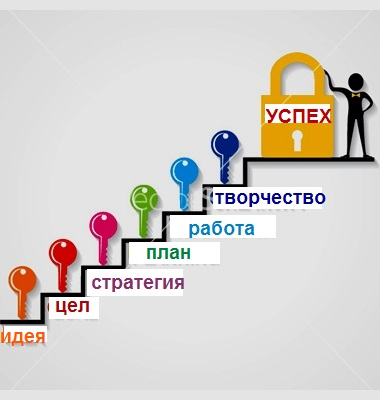 УСПЕХ
творчество
работа
план
стратегия
цел
идея